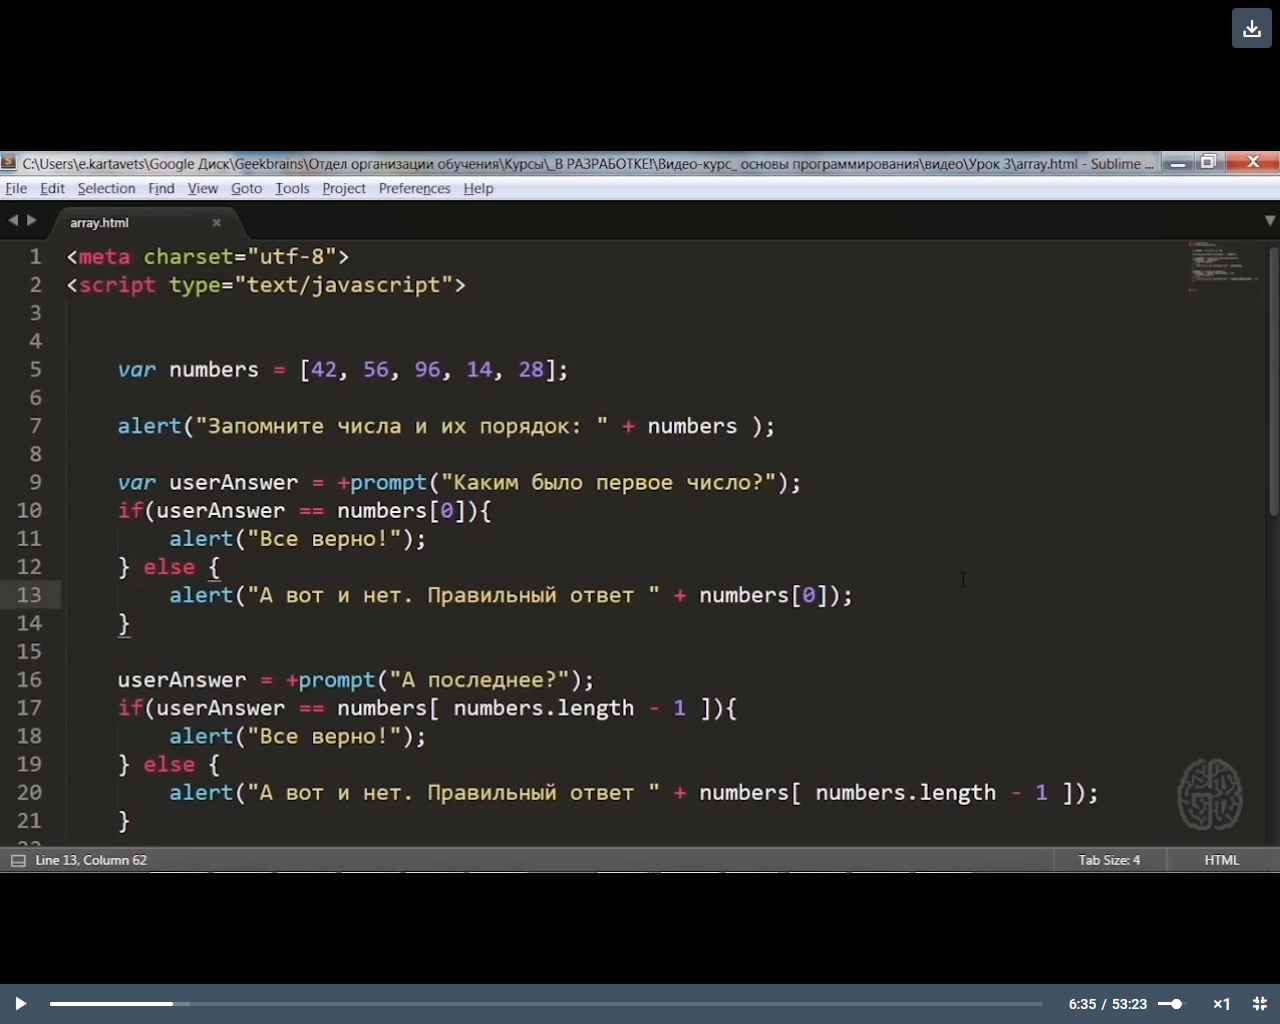 C:\Users\e.kartavets\Google Диск\Geekbrains\Отдел организации обучения\Курсы\_В РАЗРАБОТКЕ!\Видео-курс_ основы программирования\видео\Урок 3\array.html - Sublime ...
File Edit Selection Find View Goto Tools Project Preferences Help
array.html
1 <meta charset="utf-8">
2 <script type="text/javascript">
3
4
5 var numbers = [42, 56, 96, 14, 28];
6
7 alert("Запомните числа и их порядок: " + numbers );
8
9 var userAnswer = +prompt("Каким было первое число?");
10 if(userAnswer == numbers[0]){
11 alert("Все верно!");
12 } else {
13 alert("А вот и нет. Правильный ответ " + numbers[0]);
14 }
15
16 userAnswer = +prompt("А последнее?");
17 if(userAnswer == numbers[ numbers.length - 1 ]){
18 alert("Все верно!");
19 } else {
20 alert("А вот и нет. Правильный ответ " + numbers[ numbers.length - 1 ]);
21 }
Line 13, Column 62 Tab Size: 4 HTML
6:35 / 53:23 ×1